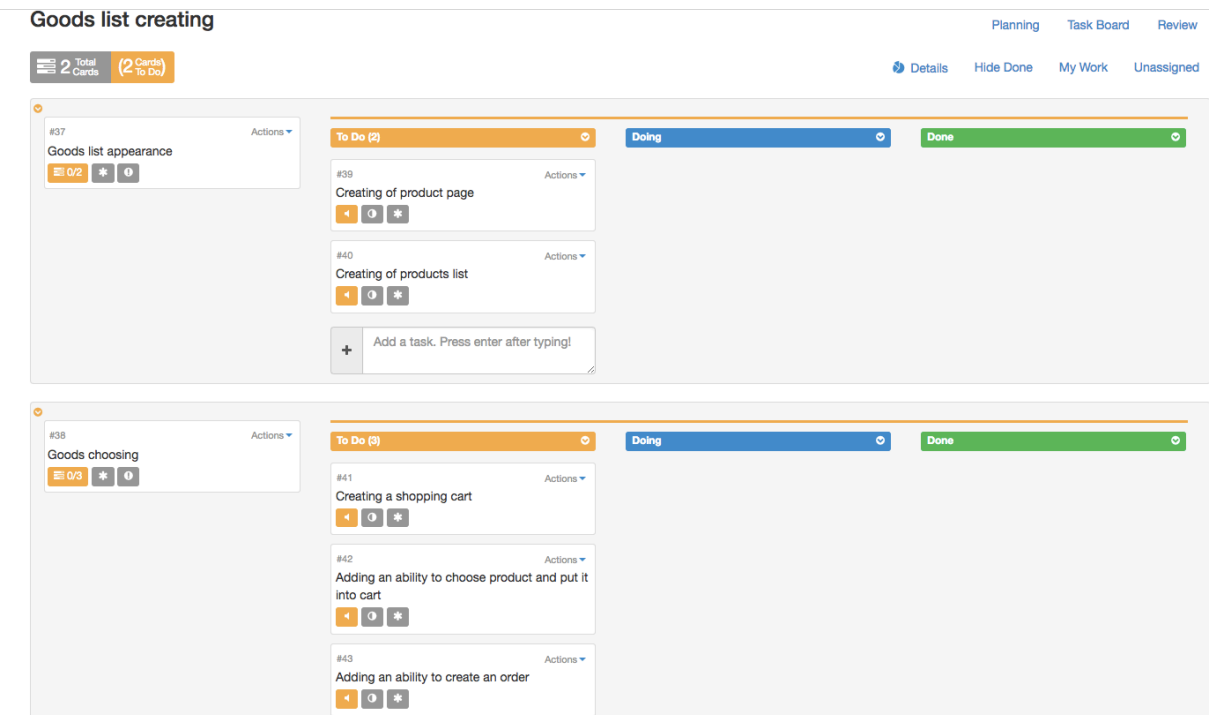 Goods list creating
Planning Task Board Review
2 Total Cards (2 Cards To Do)
Details Hide Done My Work Unassigned
#37 Actions
Goods list appearance
0/2
To Do (2) Doing Done
#39 Actions
Creating of product page
#40 Actions
Creating of products list
Add a task. Press enter after typing!
#38 Actions
Goods choosing
0/3
To Do (3) Doing Done
#41 Actions
Creating a shopping cart
#42 Actions
Adding an ability to choose product and put it
into cart
#43 Actions
Adding an ability to create an order